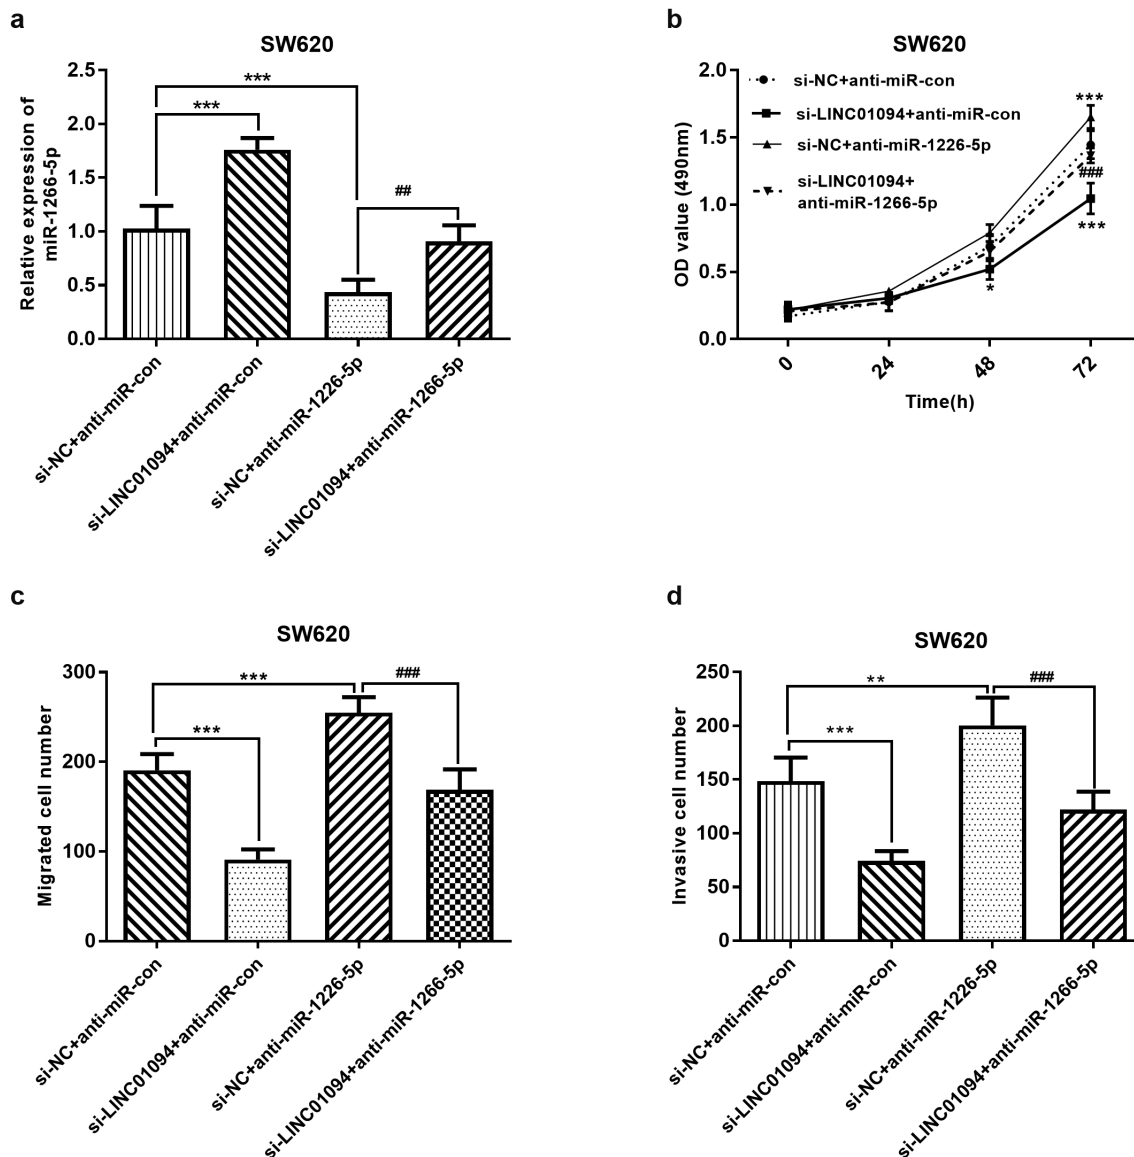 a
SW620
Relative expression of
miR-1266-5p
2.5
2.0
1.5
1.0
0.5
0.0
***
***
##
si-NC+anti-miR-con
si-LINC01094+anti-miR-con
si-NC+anti-miR-1226-5p
si-LINC01094+anti-miR-1266-5p
b
SW620
OD value (490nm)
2.0
1.5
1.0
0.5
0.0
si-NC+anti-miR-con
si-LINC01094+anti-miR-con
si-NC+anti-miR-1226-5p
si-LINC01094+
anti-miR-1266-5p
***
###
***
*
0
24
48
72
Time(h)
c
SW620
Migrated cell number
300
200
100
0
***
###
***
si-NC+anti-miR-con
si-LINC01094+anti-miR-con
si-NC+anti-miR-1226-5p
si-LINC01094+anti-miR-1266-5p
d
SW620
Invasive cell number
250
200
150
100
50
0
**
###
***
si-NC+anti-miR-con
si-LINC01094+anti-miR-con
si-NC+anti-miR-1226-5p
si-LINC01094+anti-miR-1266-5p